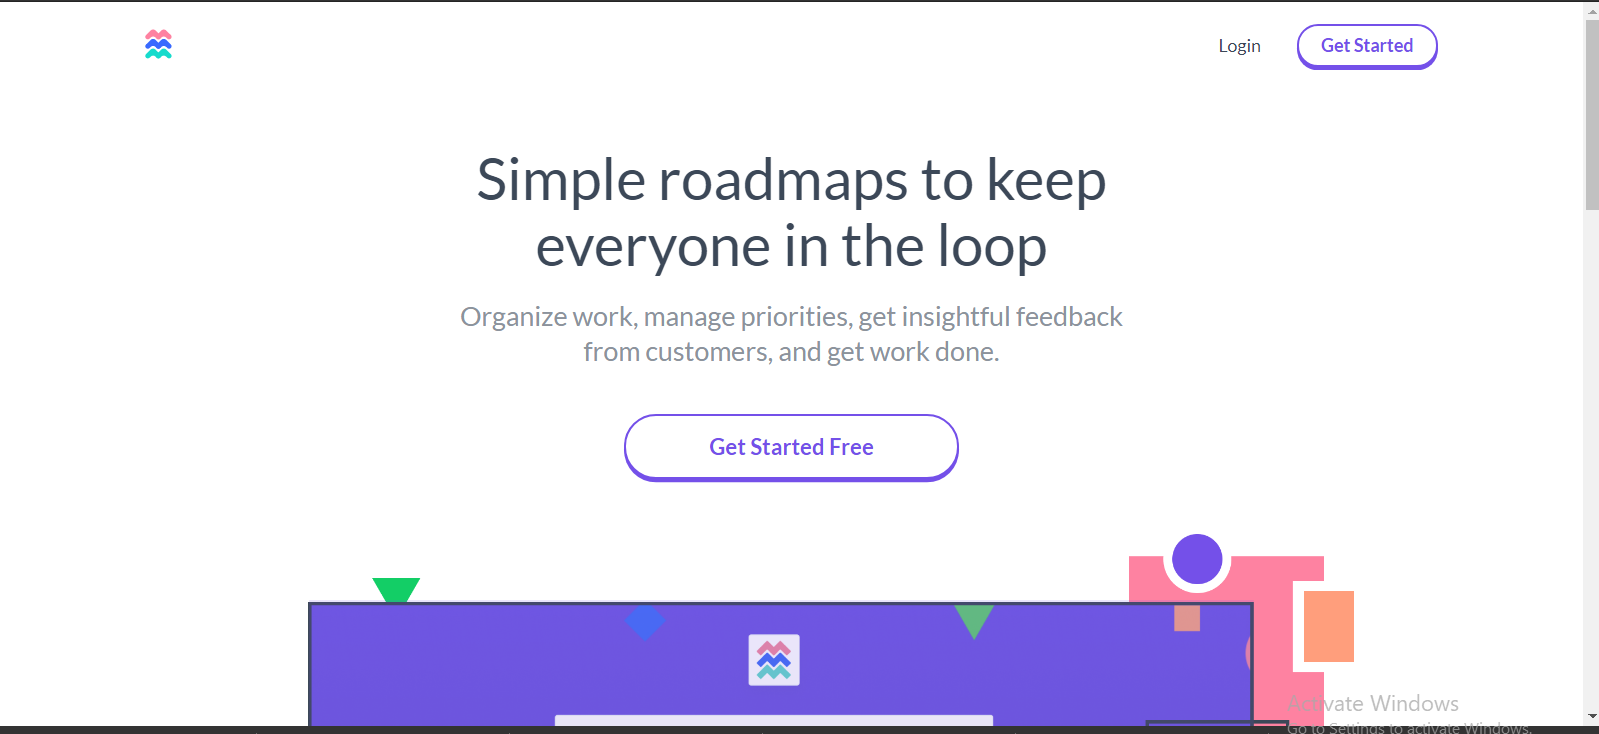 Login
Get Started
Simple roadmaps to keep
everyone in the loop
Organize work, manage priorities, get insightful feedback
from customers, and get work done.
Get Started Free
Activate Windows
Go to Settings to activate Windows.